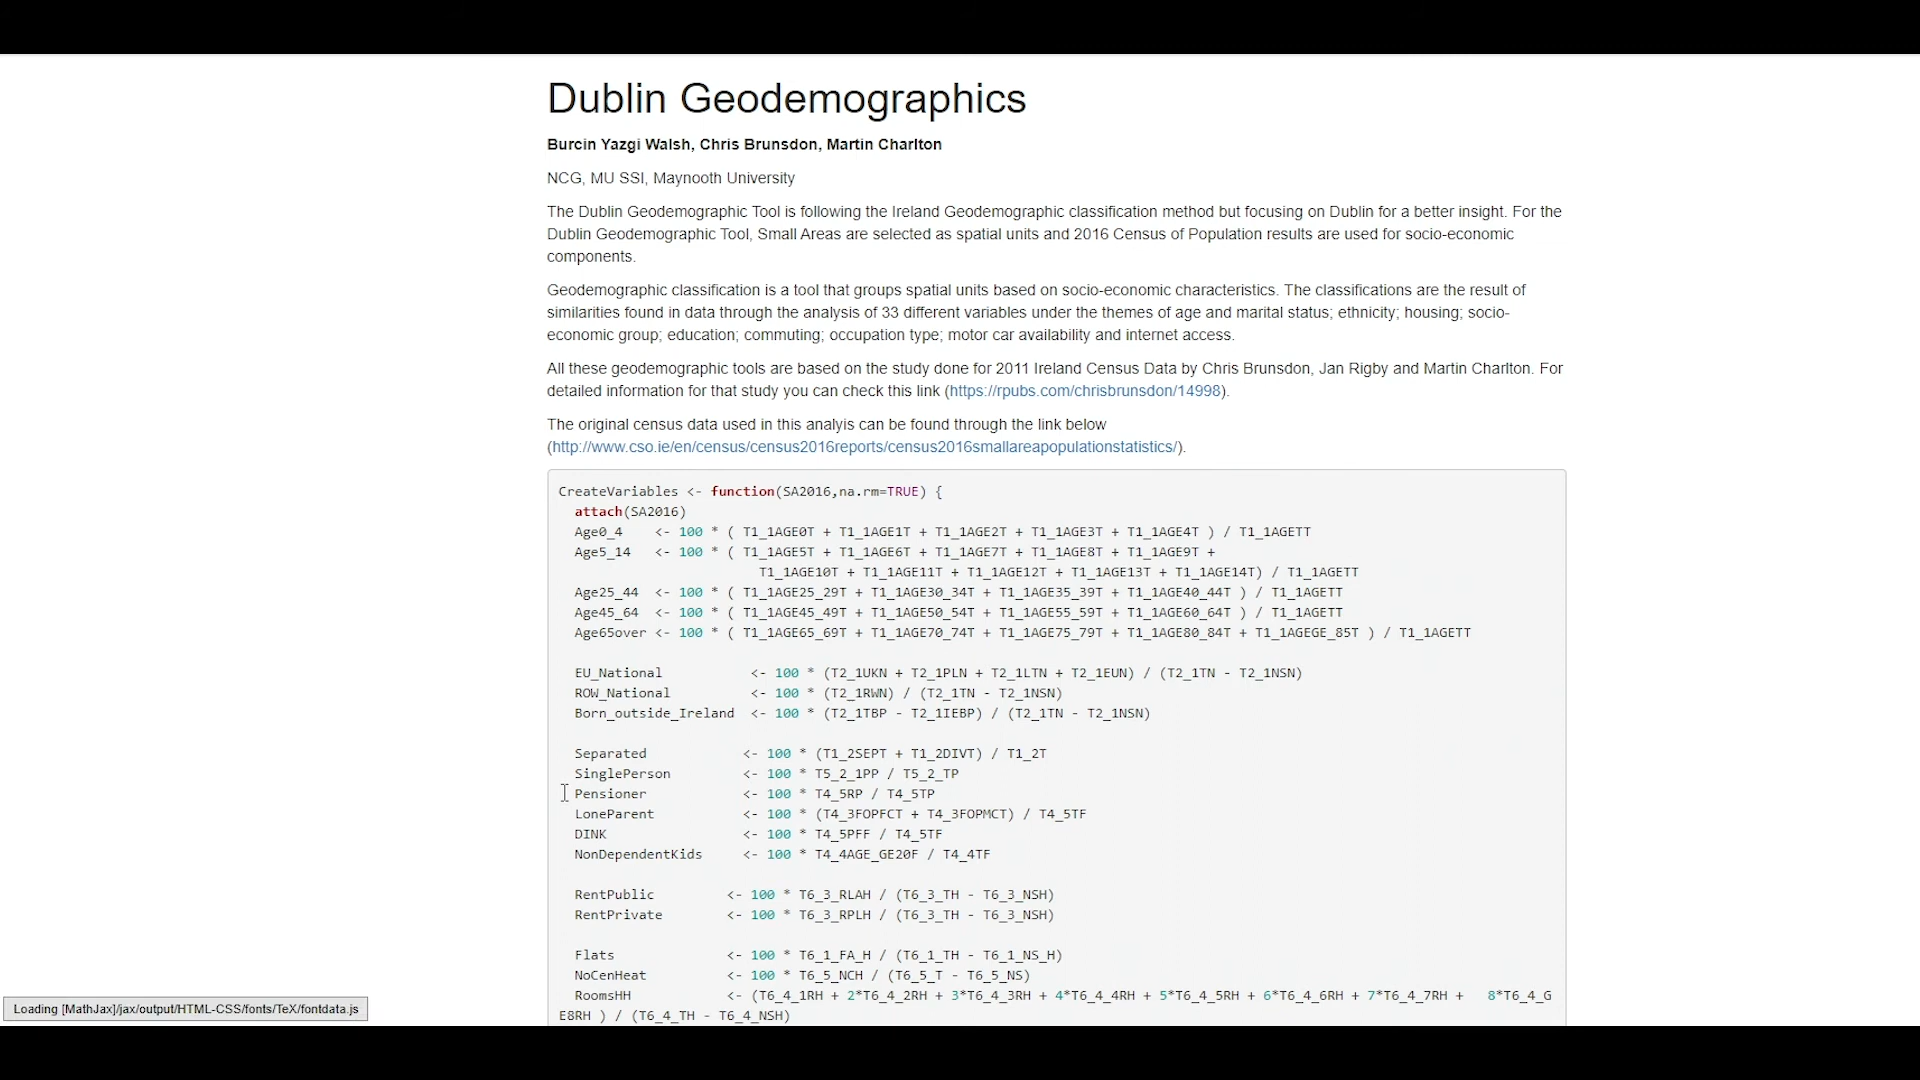 Dublin Geodemographics
Burcin Yazgi Walsh, Chris Brunsdon, Martin Charlton
NCG, MU SSI, Maynooth University
The Dublin Geodemographic Tool is following the Ireland Geodemographic classification method but focusing on Dublin for a better insight. For the
Dublin Geodemographic Tool, Small Areas are selected as spatial units and 2016 Census of Population results are used for socio-economic
components.
Geodemographic classification is a tool that groups spatial units based on socio-economic characteristics. The classifications are the result of
similarities found in data through the analysis of 33 different variables under the themes of age and marital status; ethnicity; housing; socio-
economic group; education; commuting; occupation type; motor car availability and internet access.
All these geodemographic tools are based on the study done for 2011 Ireland Census Data by Chris Brunsdon, Jan Rigby and Martin Charlton. For
detailed information for that study you can check this link (https://rpubs.com/chrisbrunsdon/14998).
The original census data used in this analyis can be found through the link below
(http://www.cso.ie/en/census/census2016reports/census2016smallareapopulationstatistics/).
CreateVariables <- function(SA2016,na.rm=TRUE) {
attach(SA2016)
Age0_4 <- 100 * ( T1_1AGE0T + T1_1AGE1T + T1_1AGE2T + T1_1AGE3T + T1_1AGE4T ) / T1_1AGETT
Age5_14 <- 100 * ( T1_1AGE5T + T1_1AGE6T + T1_1AGE7T + T1_1AGE8T + T1_1AGE9T +
T1_1AGE10T + T1_1AGE11T + T1_1AGE12T + T1_1AGE13T + T1_1AGE14T) / T1_1AGETT
Age25_44 <- 100 * ( T1_1AGE25_29T + T1_1AGE30_34T + T1_1AGE35_39T + T1_1AGE40_44T ) / T1_1AGETT
Age45_64 <- 100 * ( T1_1AGE45_49T + T1_1AGE50_54T + T1_1AGE55_59T + T1_1AGE60_64T ) / T1_1AGETT
Age65over <- 100 * ( T1_1AGE65_69T + T1_1AGE70_74T + T1_1AGE75_79T + T1_1AGE80_84T + T1_1AGEGE_85T ) / T1_1AGETT
EU_National <- 100 * (T2_1UKN + T2_1PLN + T2_1LTN + T2_1EUN) / (T2_1TN - T2_1NSN)
ROW_National <- 100 * (T2_1RWN) / (T2_1TN - T2_1NSN)
Born_outside_Ireland <- 100 * (T2_1TBP - T2_1IEBP) / (T2_1TN - T2_1NSN)
Separated <- 100 * (T1_2SEPT + T1_2DIVT) / T1_2T
SinglePerson <- 100 * T5_2_1PP / T5_2_TP
Pensioner <- 100 * T4_5RP / T4_5TP
LoneParent <- 100 * (T4_3FOPFCT + T4_3FOPMCT) / T4_5TF
DINK <- 100 * T4_5PFF / T4_5TF
NonDependentKids <- 100 * T4_4AGE_GE20F / T4_4TF
RentPublic <- 100 * T6_3_RLAH / (T6_3_TH - T6_3_NSH)
RentPrivate <- 100 * T6_3_RPLH / (T6_3_TH - T6_3_NSH)
Flats <- 100 * T6_1_FA_H / (T6_1_TH - T6_1_NS_H)
NoCenHeat <- 100 * T6_5_NCH / (T6_5_T - T6_5_NS)
RoomsHH <- (T6_4_1RH + 2*T6_4_2RH + 3*T6_4_3RH + 4*T6_4_4RH + 5*T6_4_5RH + 6*T6_4_6RH + 7*T6_4_7RH + 8*T6_4_G
E8RH ) / (T6_4_TH - T6_4_NSH)
Loading [MathJax]/jax/output/HTML-CSS/fonts/TeX/fontdata.js